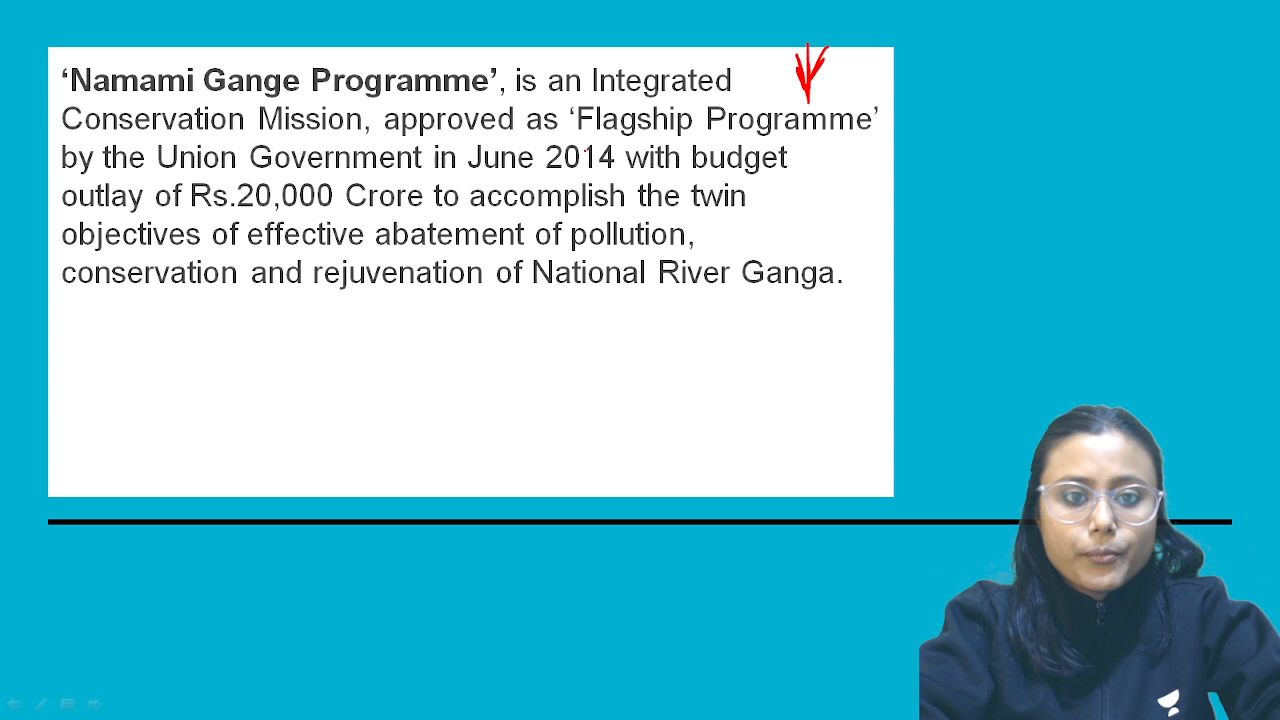 ‘Namami Gange Programme’, is an Integrated
Conservation Mission, approved as ‘Flagship Programme’
by the Union Government in June 2014 with budget
outlay of Rs.20,000 Crore to accomplish the twin
objectives of effective abatement of pollution,
conservation and rejuvenation of National River Ganga.